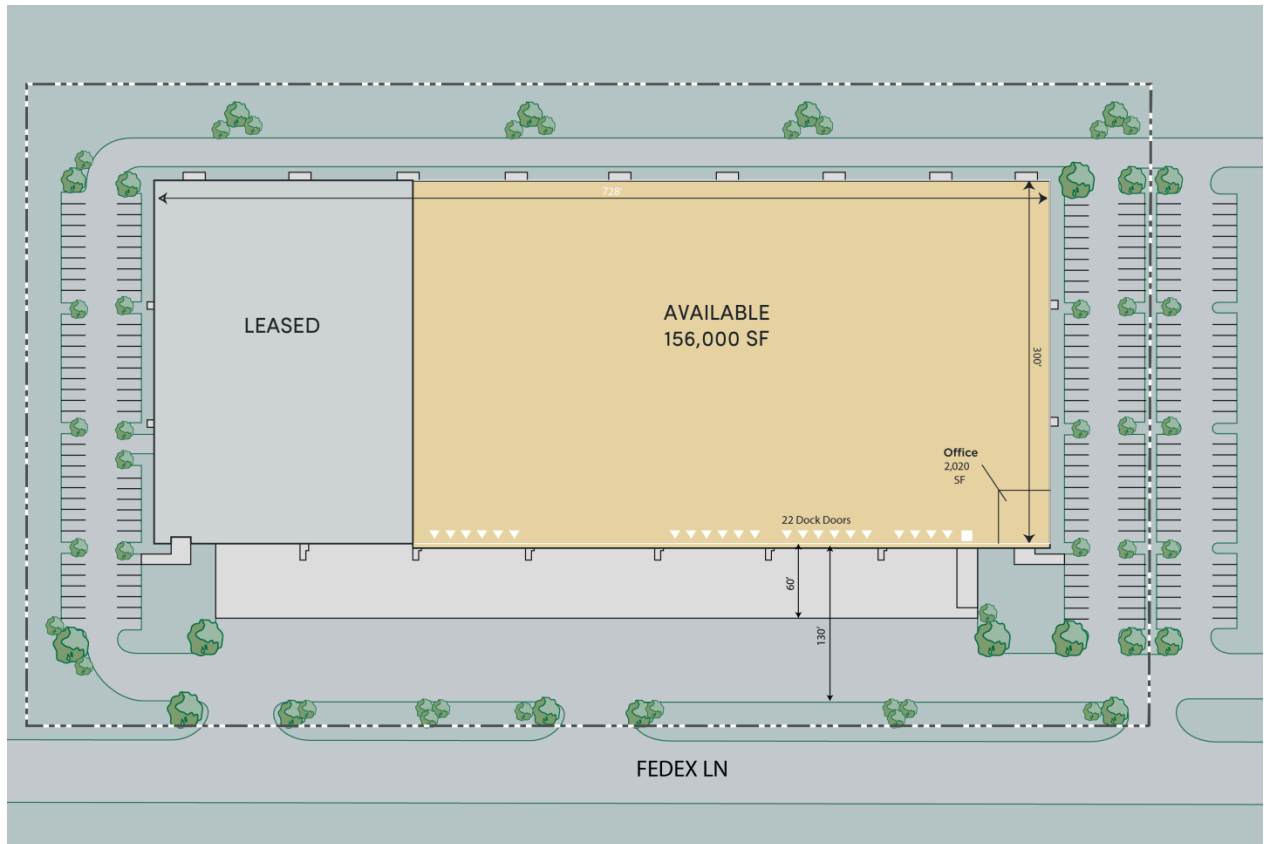 728'
LEASED
AVAILABLE
156,000 SF
300'
Office
2,020
SF
22 Dock Doors
60'
130'
FEDEX LN